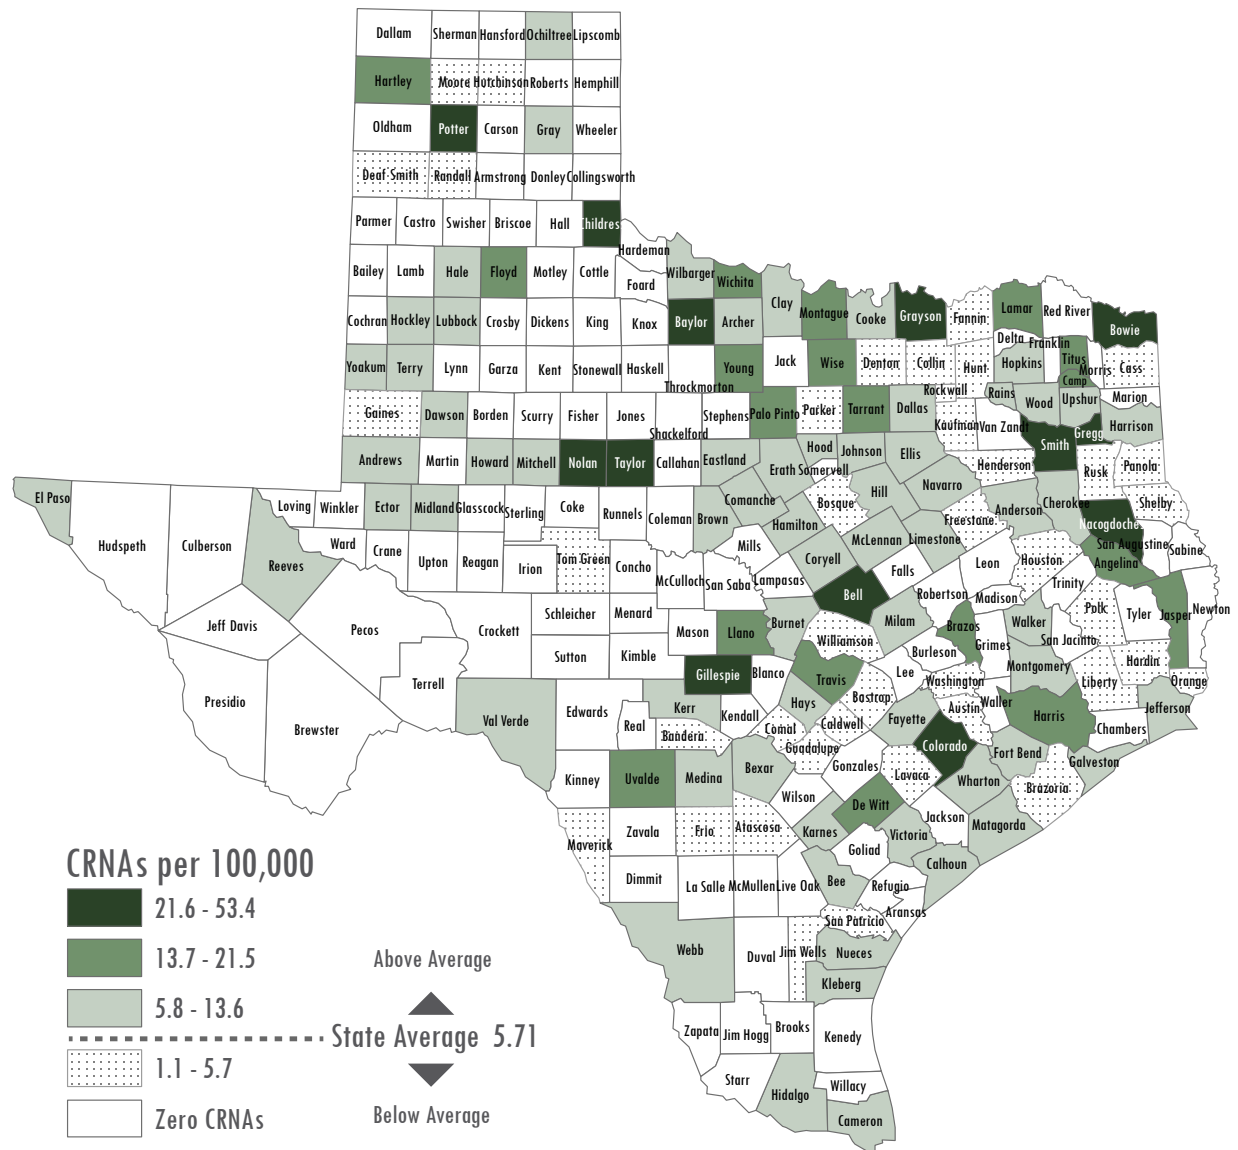 Dallam Sherman Hansford Ochiltree Lipscomb
Hartley Moore Hutchinson Roberts Hemphill
Oldham Potter Carson Gray Wheeler
Deaf Smith Randall Armstrong Donley Collingsworth
Parmer Castro Swisher Briscoe Hall Childres
Hardeman
Bailey Lamb Hale Floyd Motley Cottle Foard Wilbarger Wichita
Cochran Hockley Lubbock Crosby Dickens King Knox Baylor Archer Clay Montague Cooke Grayson Fannin Lamar Red River Bowie
Delta Franklin Titus Morris Cass
Yoakum Terry Lynn Garza Kent Stonewall Haskell Throckmorton Young Jack Wise Denton Collin Hunt Hopkins Camp
Rockwall Rains Wood Upshur Marion
Gaines Dawson Borden Scurry Fisher Jones Shackelford Stephens Palo Pinto Parker Tarrant Dallas Kaufman Van Zandt Smith Gregg Harrison
Andrews Martin Howard Mitchell Nolan Taylor Callahan Eastland Erath Hood Somervell Johnson Ellis Henderson Rusk Panola
El Paso Hudspeth Culberson Reeves Loving Winkler Ector Midland Glasscock Sterling Coke Runnels Coleman Brown Comanche Hamilton Bosque Hill Navarro Freestane Anderson Cherokee Nacogdoches Shelby
Ward Crane Upton Reagan Irion Tom Green Concho McCulloch San Saba Mills Lampasas Coryell McLennan Limestone Falls Leon Houston Trinity Angelina San Augustine Sabine
Jeff Davis Pecos Crockett Schleicher Menard Mason Llano Burnet Bell Milam Robertson Madison Brazos Grimes Walker San Jacinto Polk Tyler Jasper Newton
Presidio Brewster Terrell Sutton Kimble Gillespie Blanco Williamson Travis Burleson Lee Washington Montgomery Liberty Hardin Orange
Val Verde Edwards Real Kerr Bandera Kendall Hays Comal Caldwell Bastrop Fayette Austin Waller Harris Chambers Jefferson
Kinney Uvalde Medina Bexar Guadalupe Gonzales Lavaca Colorado Wharton Fort Bend Brazoria Galveston
Maverick Zavala Frio Atascosa Wilson Karnes De Witt Victoria Jackson Matagorda
Dimmit La Salle McMullen Live Oak Bee Goliad Refugio Calhoun Aransas
Webb Duval Jim Wells San Patricio Nueces Kleberg
Zapata Jim Hogg Brooks Kenedy
Starr Hidalgo Willacy Cameron
CRNAs per 100,000
21.6 - 53.4
13.7 - 21.5
Above Average
5.8 - 13.6
State Average 5.71
1.1 - 5.7
Below Average
Zero CRNAs